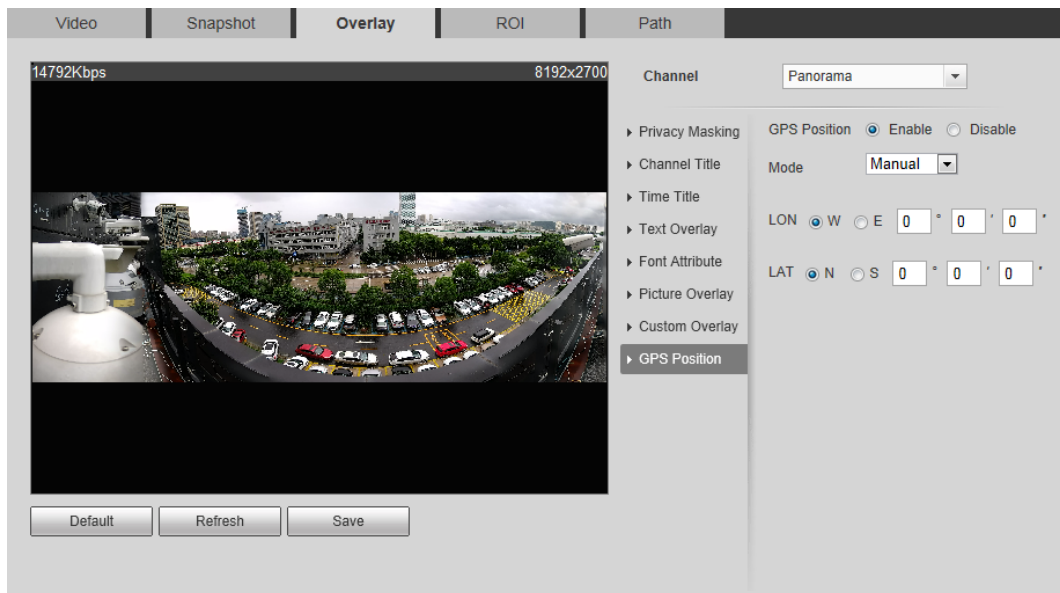 Video Snapshot Overlay ROI Path
14792Kbps 8192x2700
Channel Panorama
Privacy Masking
Channel Title
Time Title
Text Overlay
Font Attribute
Picture Overlay
Custom Overlay
GPS Position
GPS Position Enable Disable
Mode Manual
LON W E 0 ° 0 ′ 0 ″
LAT N S 0 ° 0 ′ 0 ″
Default Refresh Save